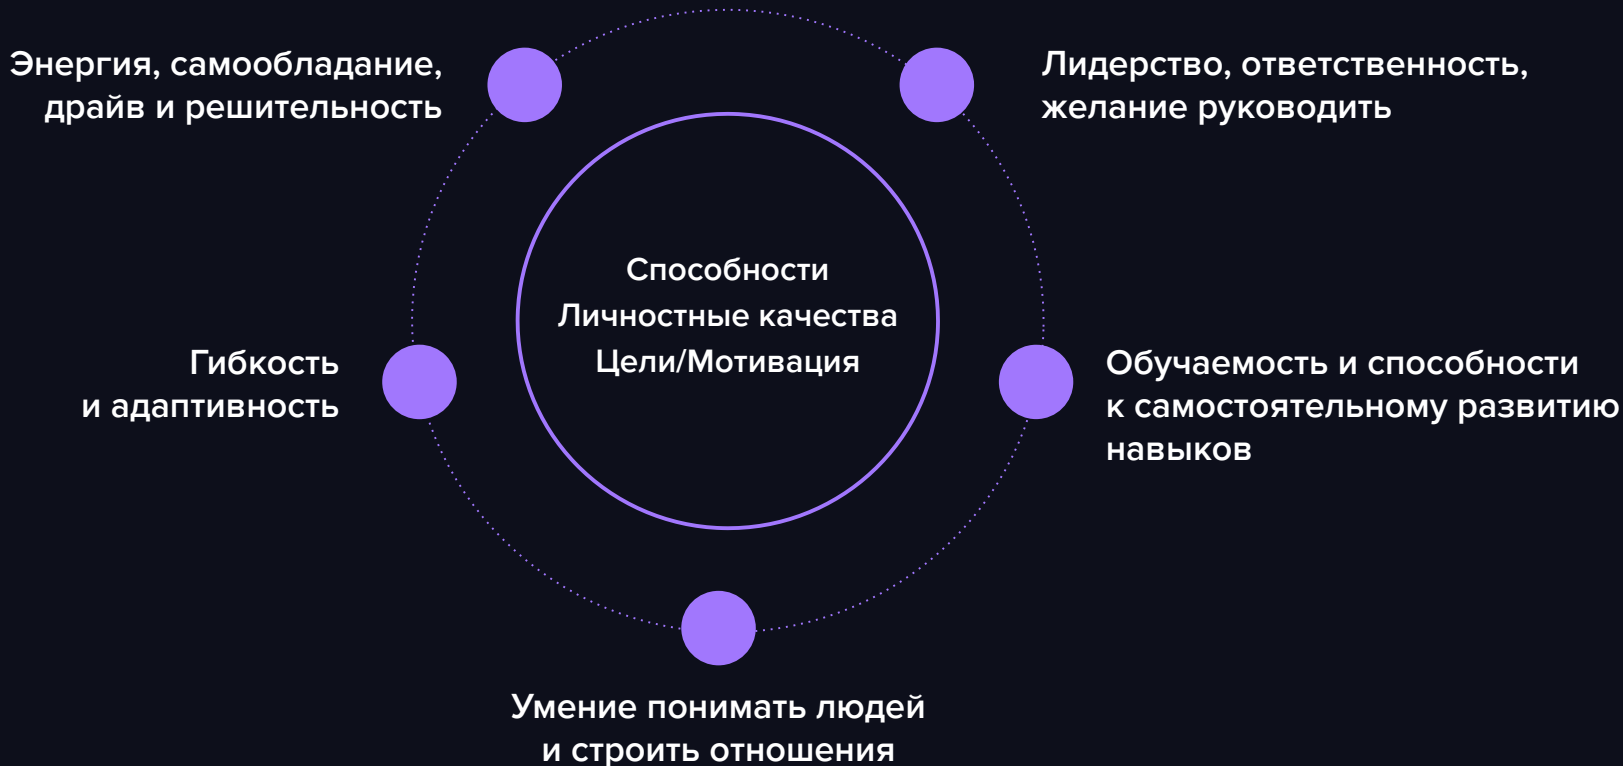 Энергия, самообладание,
драйв и решительность
Лидерство, ответственность,
желание руководить
Способности
Личностные качества
Цели/Мотивация
Гибкость
и адаптивность
Обучаемость и способности
к самостоятельному развитию
навыков
Умение понимать людей
и строить отношения